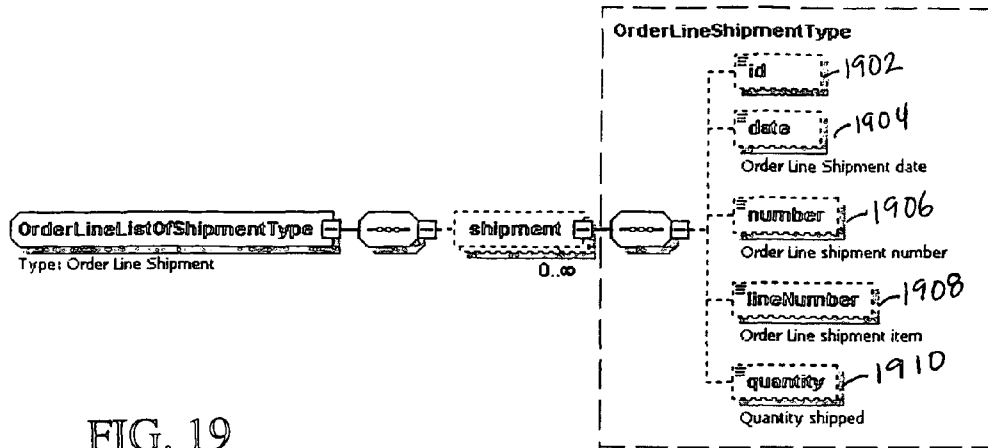 OrderLineShipmentType
id 1902
date 1904
Order Line Shipment date
OrderLineListOfShipmentType
Type: Order Line Shipment
shipment
0..∞
number 1906
Order Line shipment number
lineNumber 1908
Order Line shipment item
quantity 1910
Quantity shipped
FIG. 19